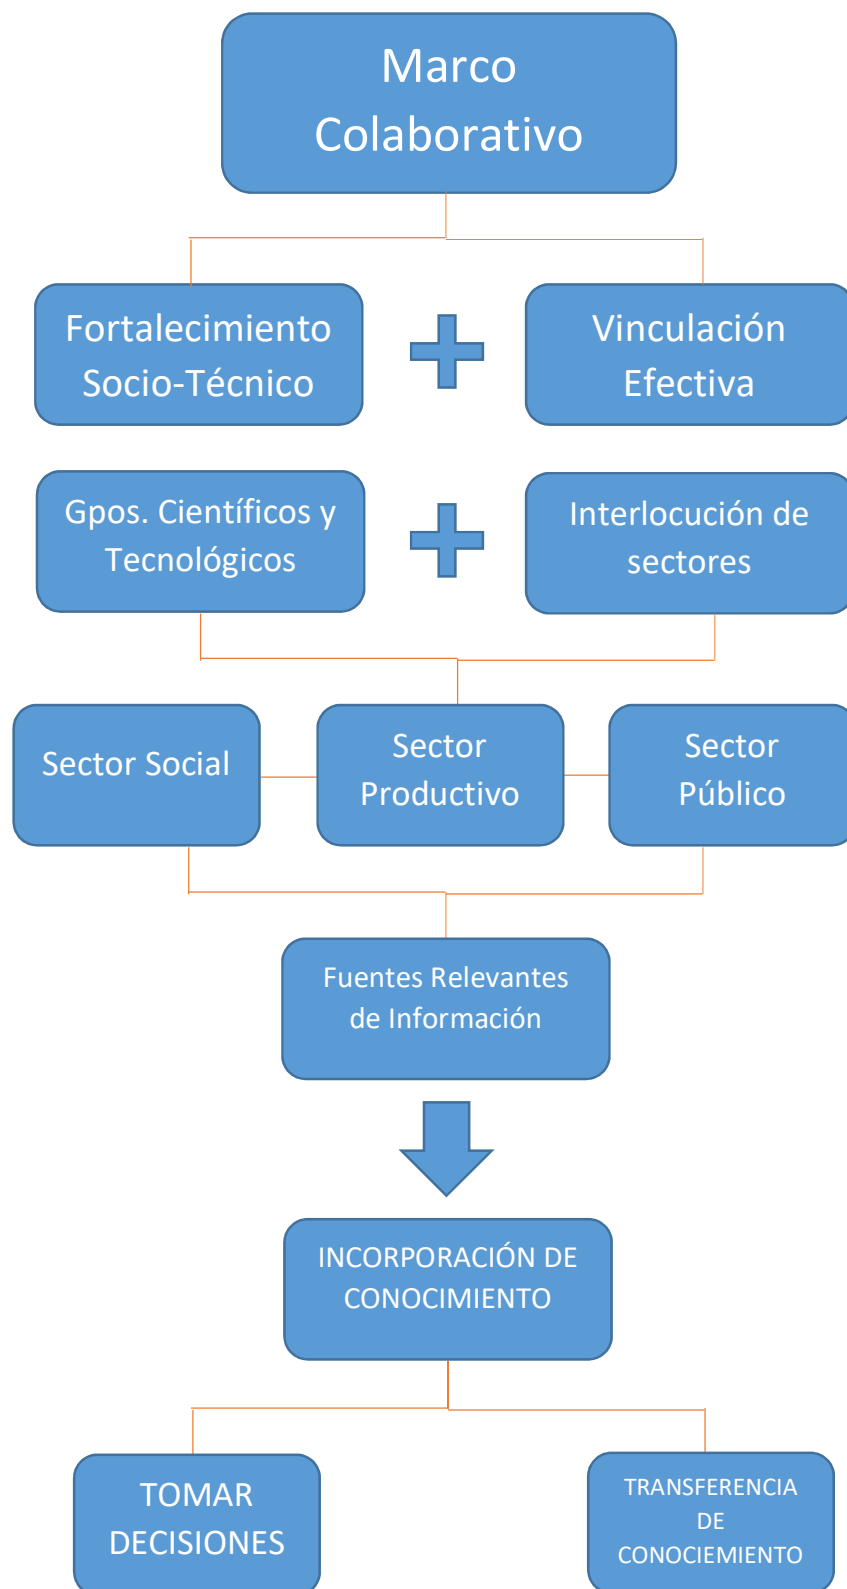 Marco
Colaborativo
Fortalecimiento
Socio-Técnico
Vinculación
Efectiva
Gpos. Científicos y
Tecnológicos
Interlocución de
sectores
Sector Social
Sector
Productivo
Sector
Público
Fuentes Relevantes
de Información
INCORPORACIÓN DE
CONOCIMIENTO
TOMAR
DECISIONES
TRANSFERENCIA
DE
CONOCIEMIENTO